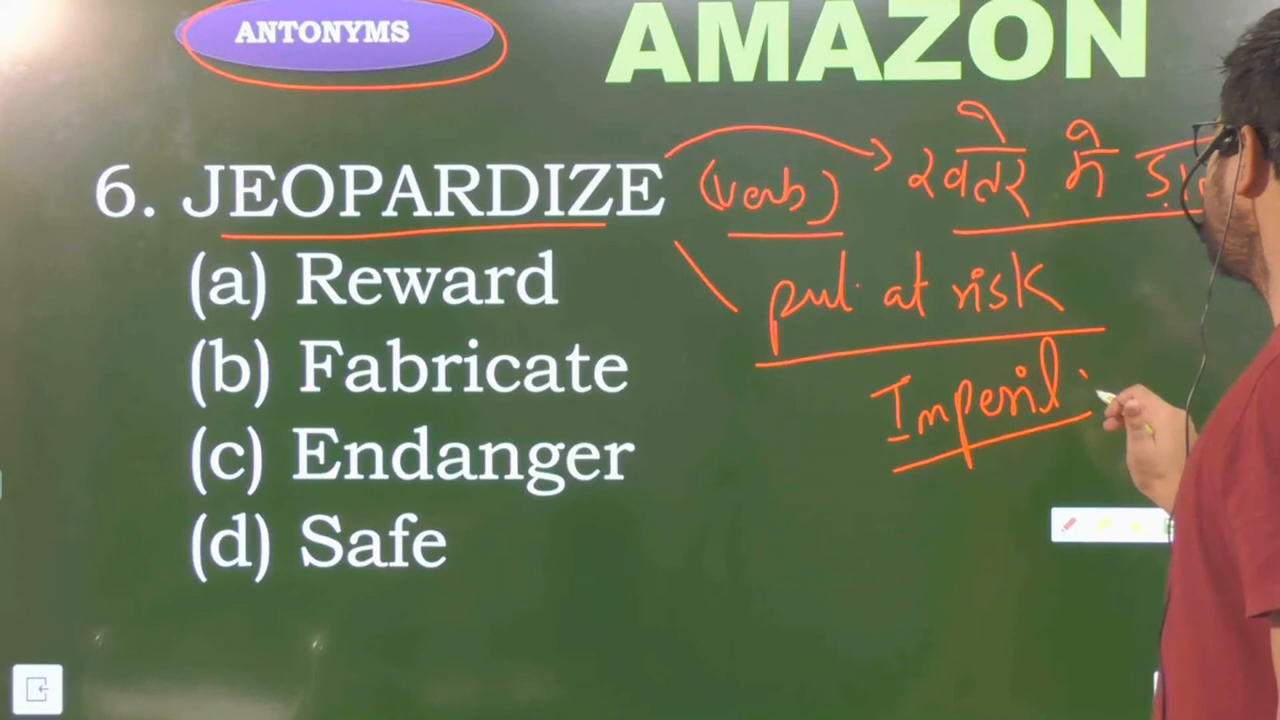 ANTONYMS
AMAZON
6. JEOPARDIZE (verb) खतरे में
(a) Reward
put at risk
(b) Fabricate
Imperil
(c) Endanger
(d) Safe